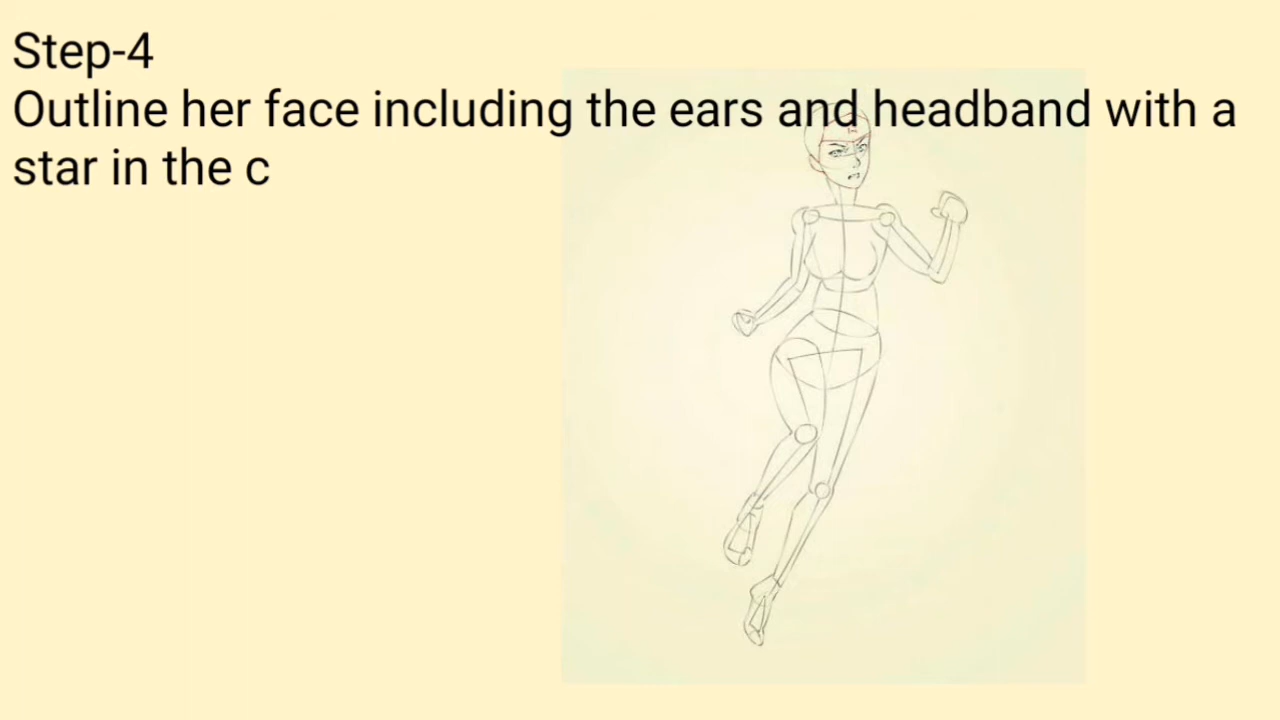 Step-4
Outline her face including the ears and headband with a
star in the c